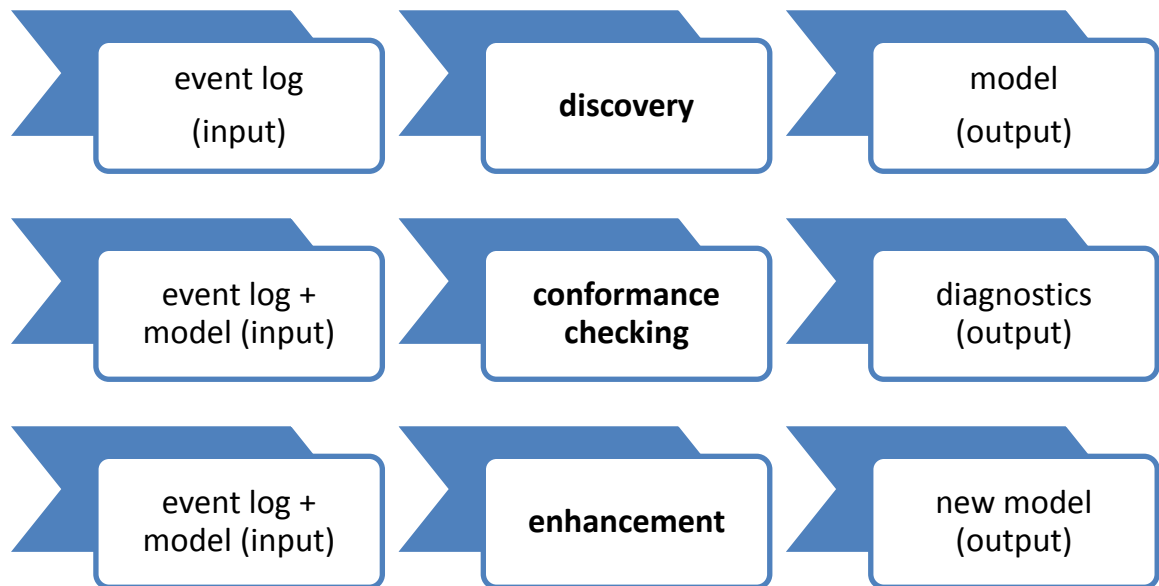 event log
(input)
discovery
model
(output)
event log +
model (input)
conformance
checking
diagnostics
(output)
event log +
model (input)
enhancement
new model
(output)